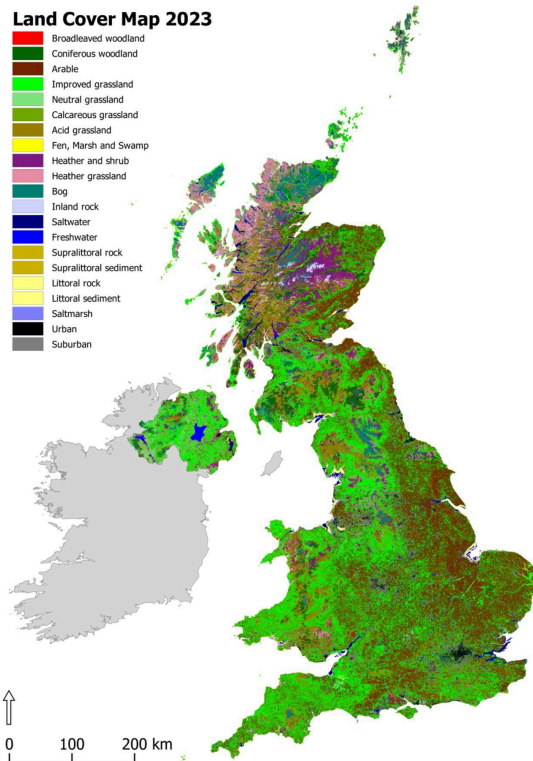 Land Cover Map 2023
Broadleaved woodland
Coniferous woodland
Arable
Improved grassland
Neutral grassland
Calcareous grassland
Acid grassland
Fen, Marsh and Swamp
Heather and shrub
Heather grassland
Bog
Inland rock
Saltwater
Freshwater
Supralittoral rock
Supralittoral sediment
Littoral rock
Littoral sediment
Saltmarsh
Urban
Suburban
0 100 200 km